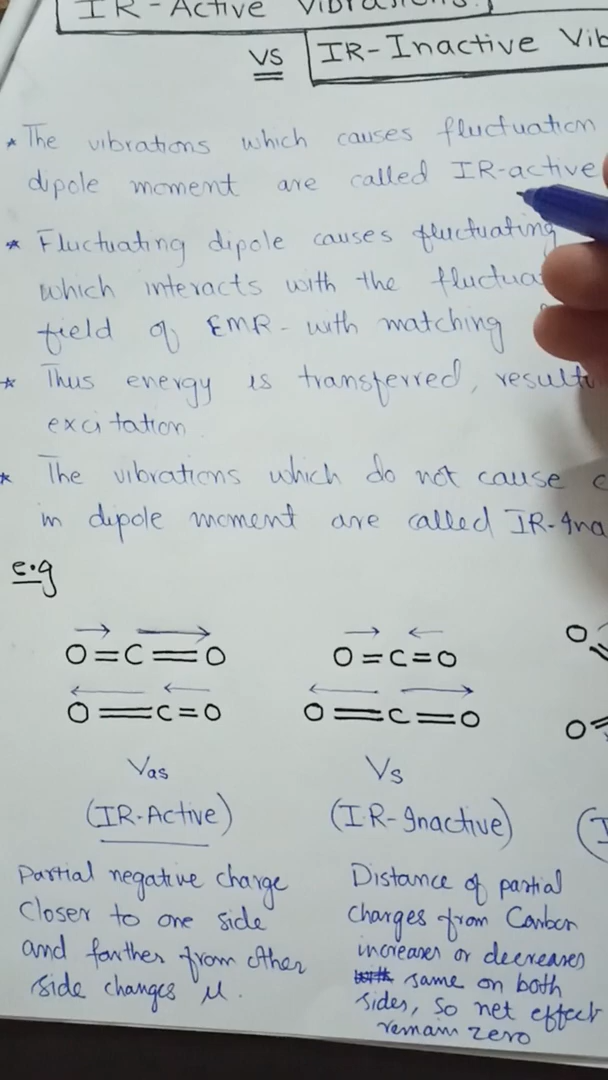 IR-Active Vibrations
vs IR-Inactive Vib
* The vibrations which causes fluctuation
dipole moment are called IR-active
* Fluctuating dipole causes fluctuating
which interacts with the fluctua
field of EMR - with matching
* Thus energy is transferred, result
excitation
* The vibrations which do not cause c
in dipole moment are called IR-Ina
e.g
O=C=O O=C=O O
O=C=O O=C=O O
Vas Vs
(IR-Active) (IR-Inactive) (I
Partial negative charge
closer to one side
and farther from other
side changes μ.
Distance of partial
charges from Carbon
increases or decreases
same on both
sides, so net effect
remain zero